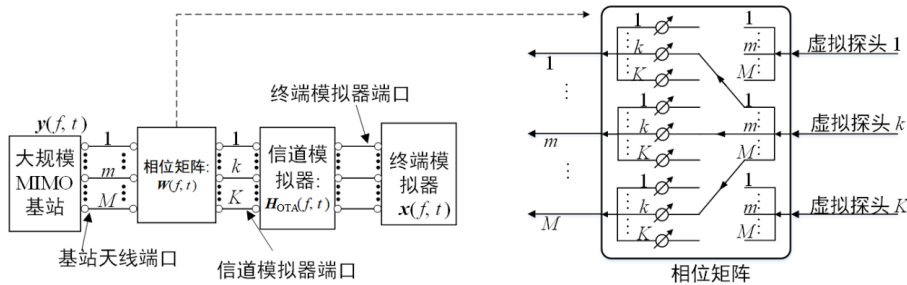 y(f, t)
大规模
MIMO
基站
1
m
M
基站天线端口
相位矩阵:
W(f,t)
1
k
K
信道模拟器端口
信道模
拟器:
H_OTA(f,t)
终端模拟器端口
终端模
拟器
x(f, t)
1
m
M
1
k
K
1
k
K
1
k
K
1
m
M
1
m
M
1
m
M
虚拟探头 1
虚拟探头 k
虚拟探头 K
相位矩阵